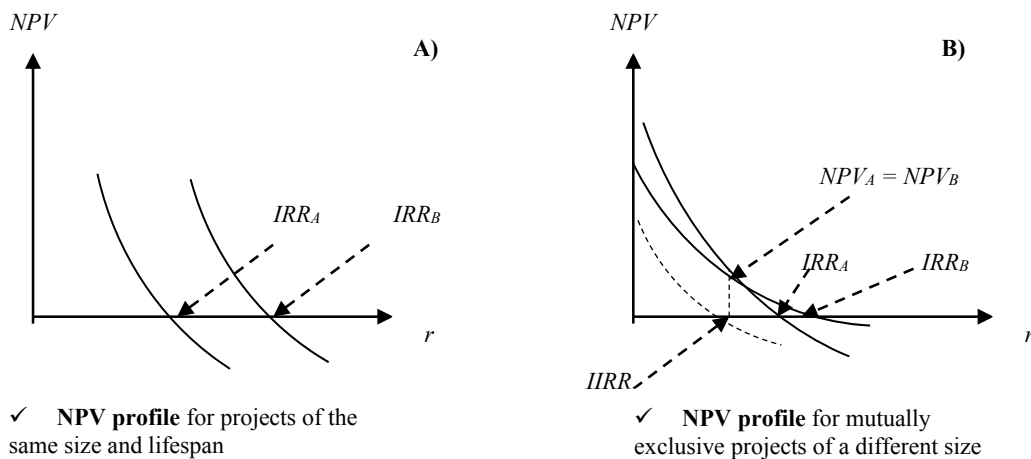 NPV
A)
IRRA
IRRB
r
✓ NPV profile for projects of the
same size and lifespan
NPV
B)
NPVA = NPVB
IRRA
IRRB
r
IIRR
✓ NPV profile for mutually
exclusive projects of a different size